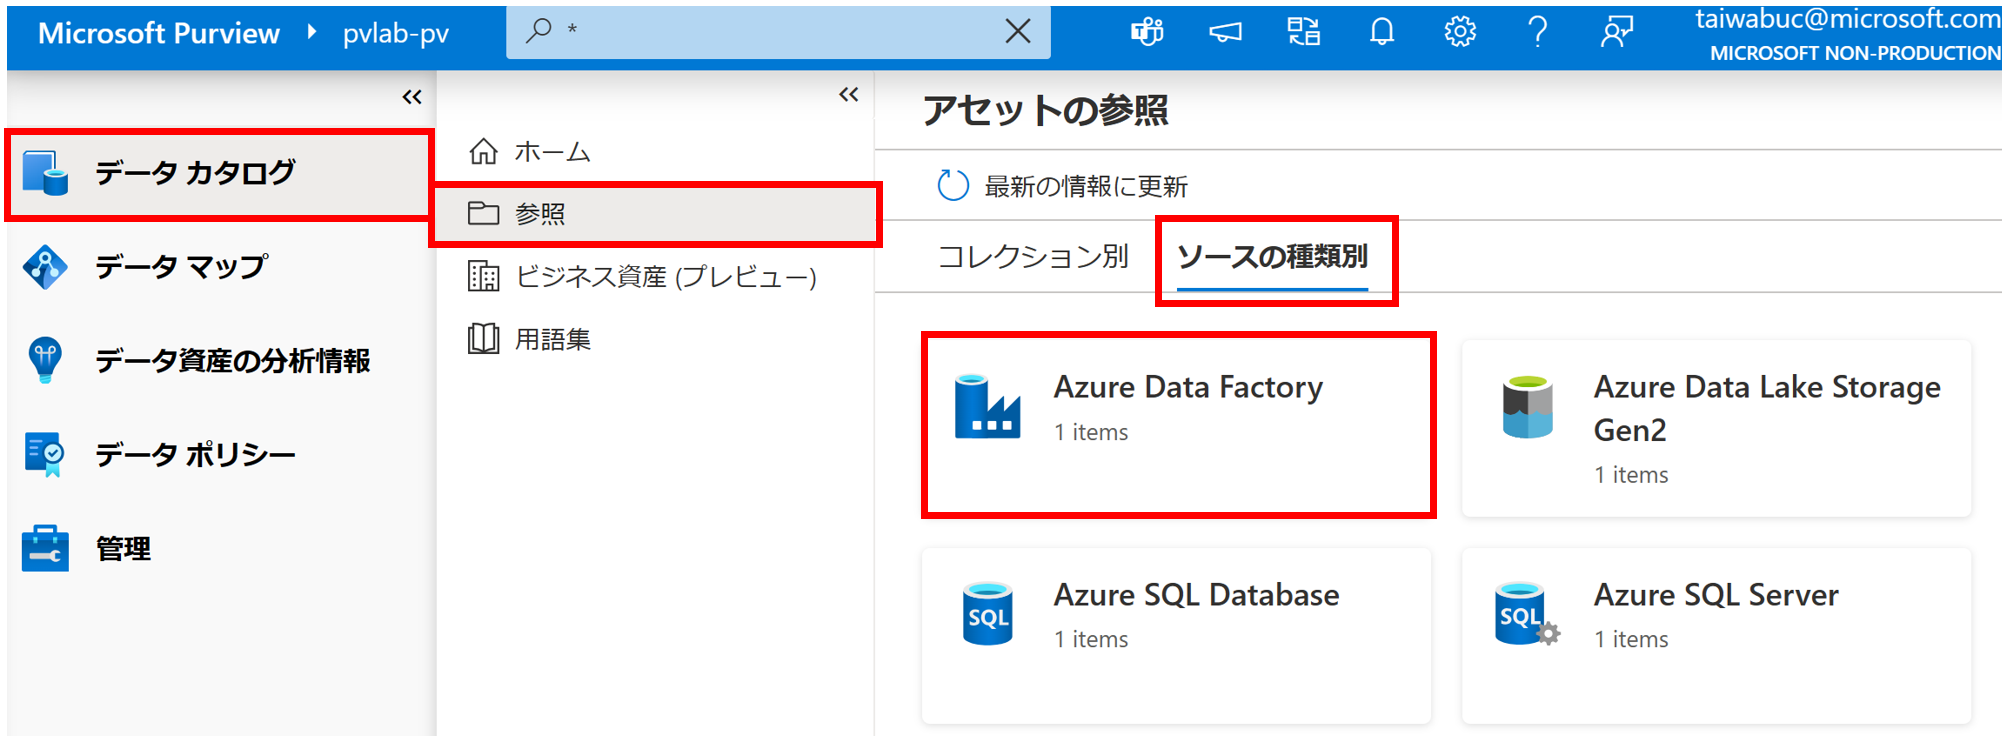 Microsoft Purview
pvlab-pv
*
taiwabuc@microsoft.com
MICROSOFT NON-PRODUCTION
データ カタログ
データ マップ
データ資産の分析情報
データ ポリシー
管理
ホーム
参照
ビジネス資産 (プレビュー)
用語集
アセットの参照
最新の情報に更新
コレクション別
ソースの種類別
Azure Data Factory
1 items
Azure Data Lake Storage
Gen2
1 items
Azure SQL Database
1 items
Azure SQL Server
1 items
SQL
SQL